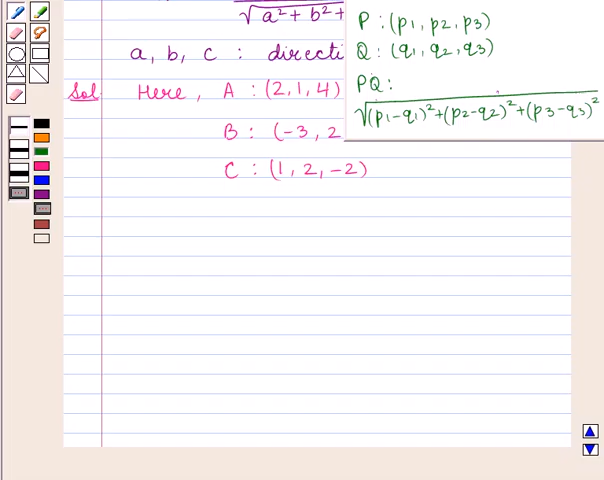 √a² + b² +
a, b, c : directi
Sol. Here, A : (2, 1, 4)
B : (-3, 2
C : (1, 2, -2)
P : (p1, p2, p3)
Q : (q1, q2, q3)
PQ :
√(p1-q1)²+(p2-q2)²+(p3-q3)²